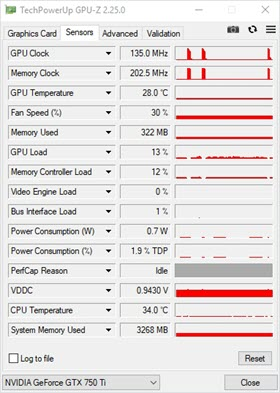 TechPowerUp GPU-Z 2.25.0
Graphics Card Sensors Advanced Validation
GPU Clock 135.0 MHz
Memory Clock 202.5 MHz
GPU Temperature 28.0 °C
Fan Speed (%) 30 %
Memory Used 322 MB
GPU Load 13 %
Memory Controller Load 12 %
Video Engine Load 0 %
Bus Interface Load 1 %
Power Consumption (W) 0.7 W
Power Consumption (%) 1.9 % TDP
PerfCap Reason Idle
VDDC 0.9430 V
CPU Temperature 34.0 °C
System Memory Used 3268 MB
Log to file Reset
NVIDIA GeForce GTX 750 Ti Close